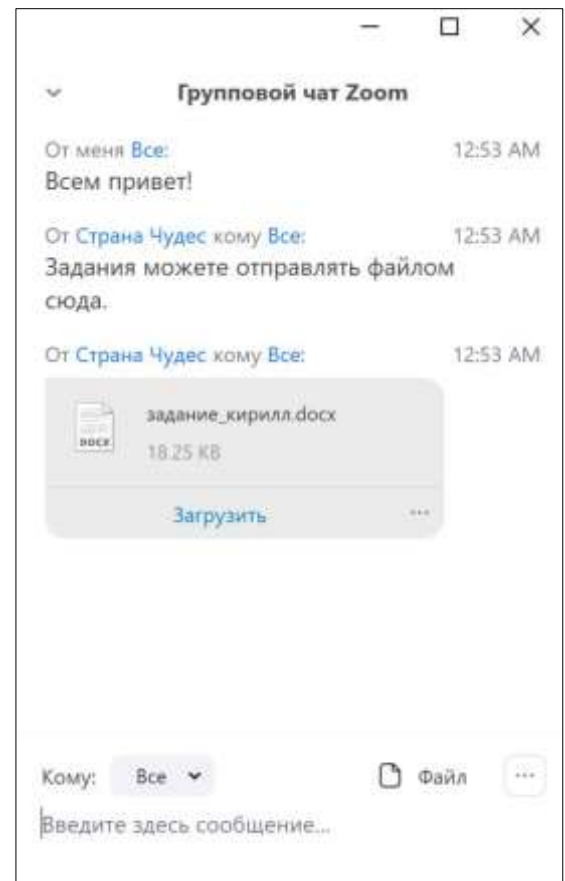 Групповой чат Zoom
От меня Все: 12:53 AM
Всем привет!
От Страна Чудес кому Все: 12:53 AM
Задания можете отправлять файлом
сюда.
От Страна Чудес кому Все: 12:53 AM
задание_кирилл.docx
DOCX
18.25 KB
Загрузить ...
Кому: Все Файл ...
Введите здесь сообщение...